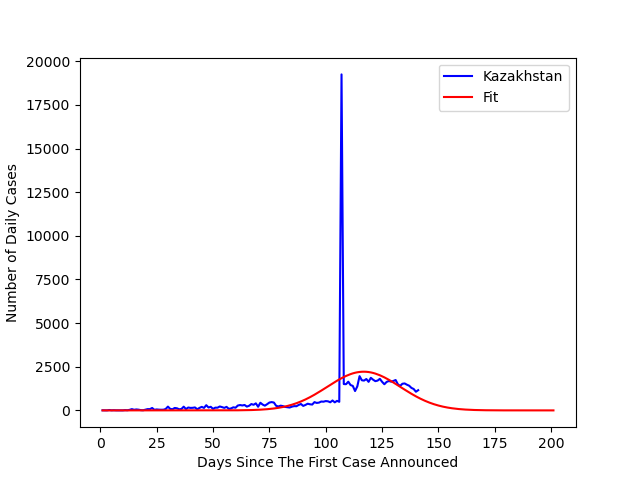 20000
17500
15000
12500
10000
7500
5000
2500
0
Number of Daily Cases
Kazakhstan
Fit
0 25 50 75 100 125 150 175 200
Days Since The First Case Announced